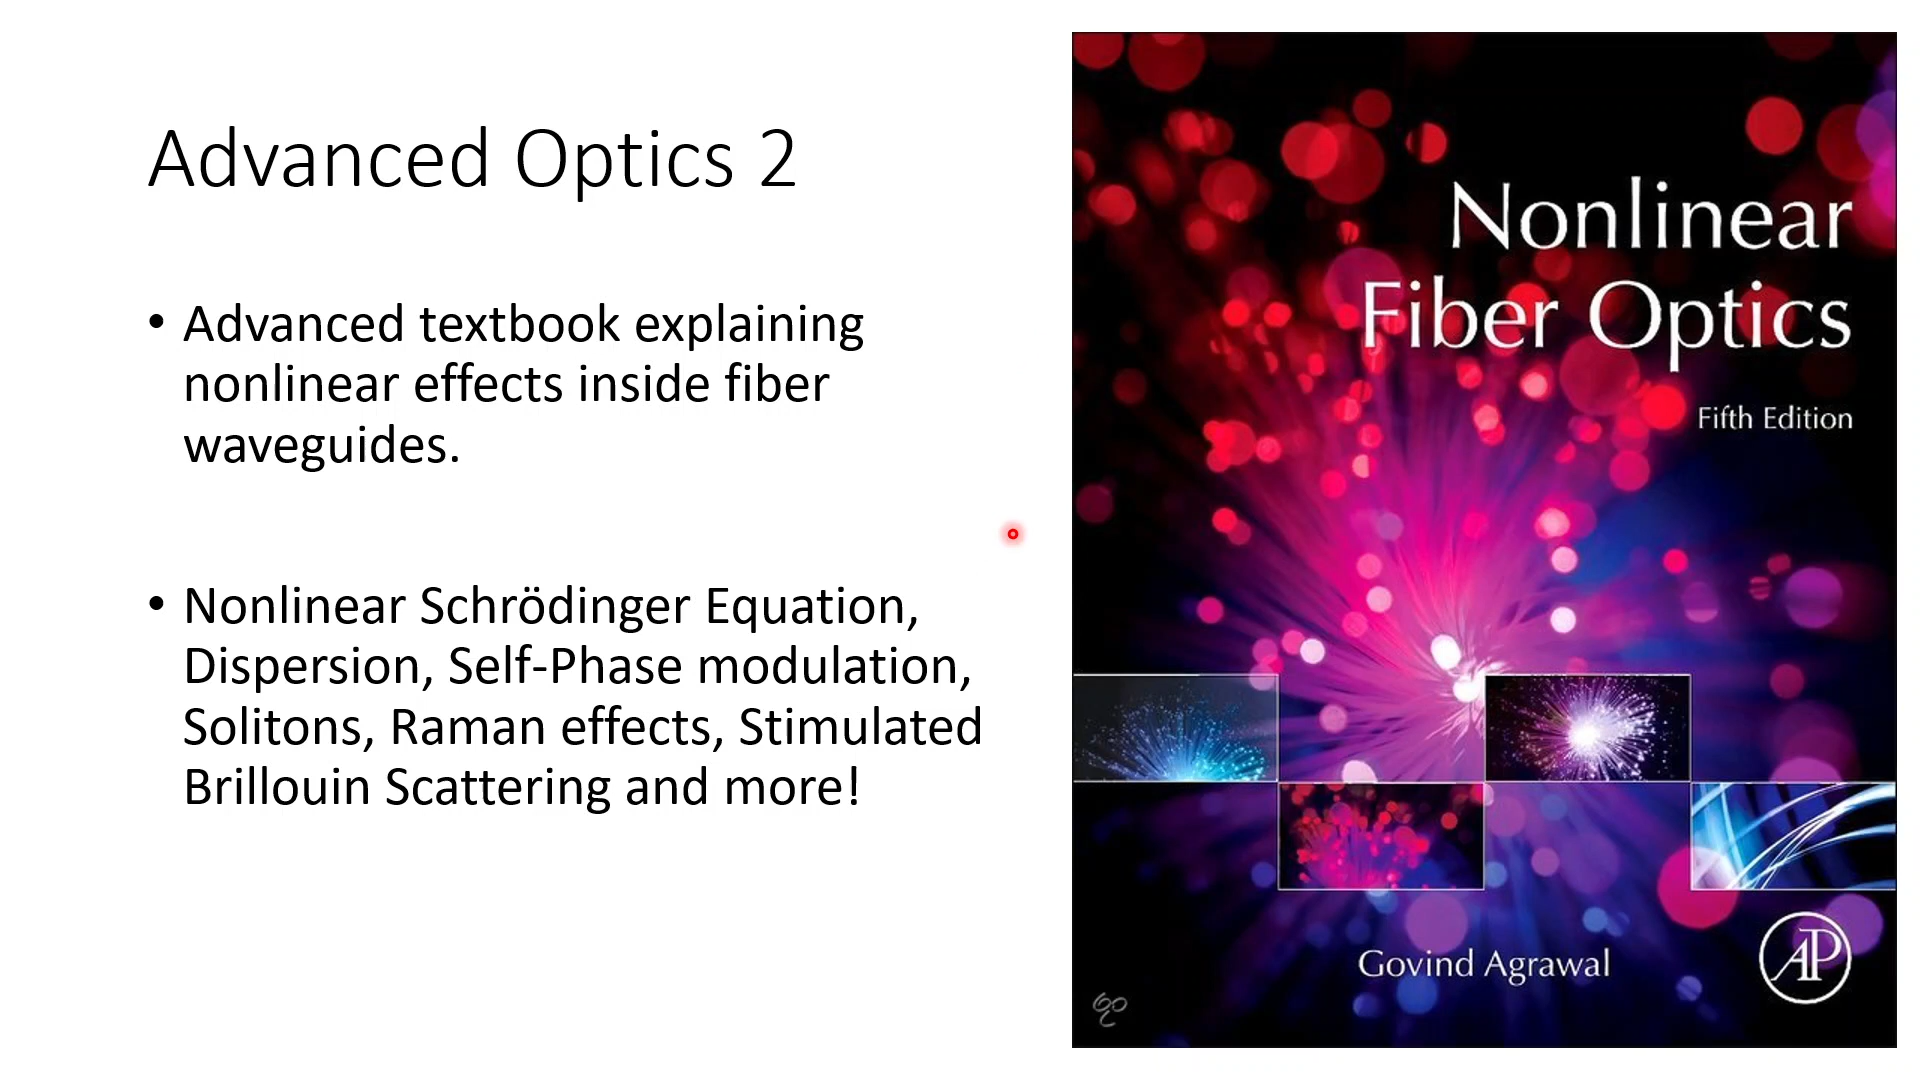 Advanced Optics 2
• Advanced textbook explaining
nonlinear effects inside fiber
waveguides.
• Nonlinear Schrödinger Equation,
Dispersion, Self-Phase modulation,
Solitons, Raman effects, Stimulated
Brillouin Scattering and more!
Nonlinear
Fiber Optics
Fifth Edition
Govind Agrawal
AP